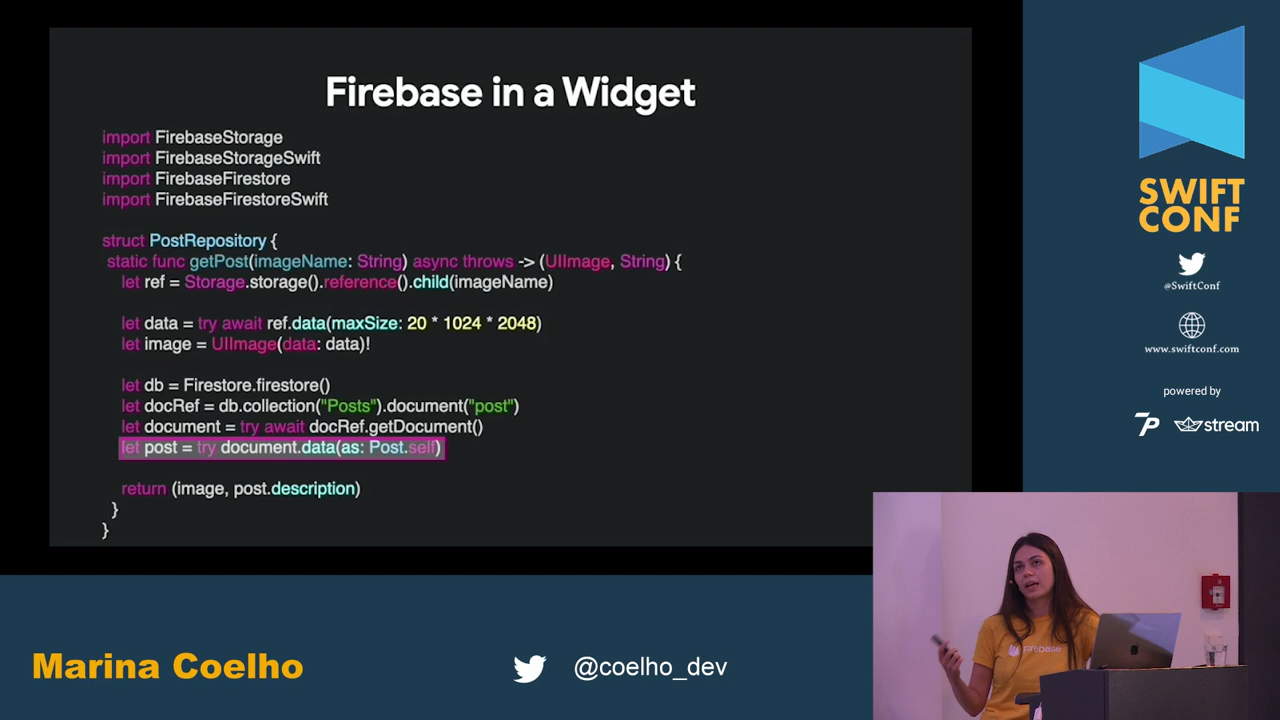 Firebase in a Widget
import FirebaseStorage
import FirebaseStorageSwift
import FirebaseFirestore
import FirebaseFirestoreSwift
struct PostRepository {
static func getPost(imageName: String) async throws -> (UIImage, String) {
let ref = Storage.storage().reference().child(imageName)
let data = try await ref.data(maxSize: 20 * 1024 * 2048)
let image = UIImage(data: data)!
let db = Firestore.firestore()
let docRef = db.collection("Posts").document("post")
let document = try await docRef.getDocument()
let post = try document.data(as: Post.self)
return (image, post.description)
}
}
SWIFT
CONF
@SwiftConf
www.swiftconf.com
powered by
7P
stream
Firebase
Marina Coelho
@coelho_dev